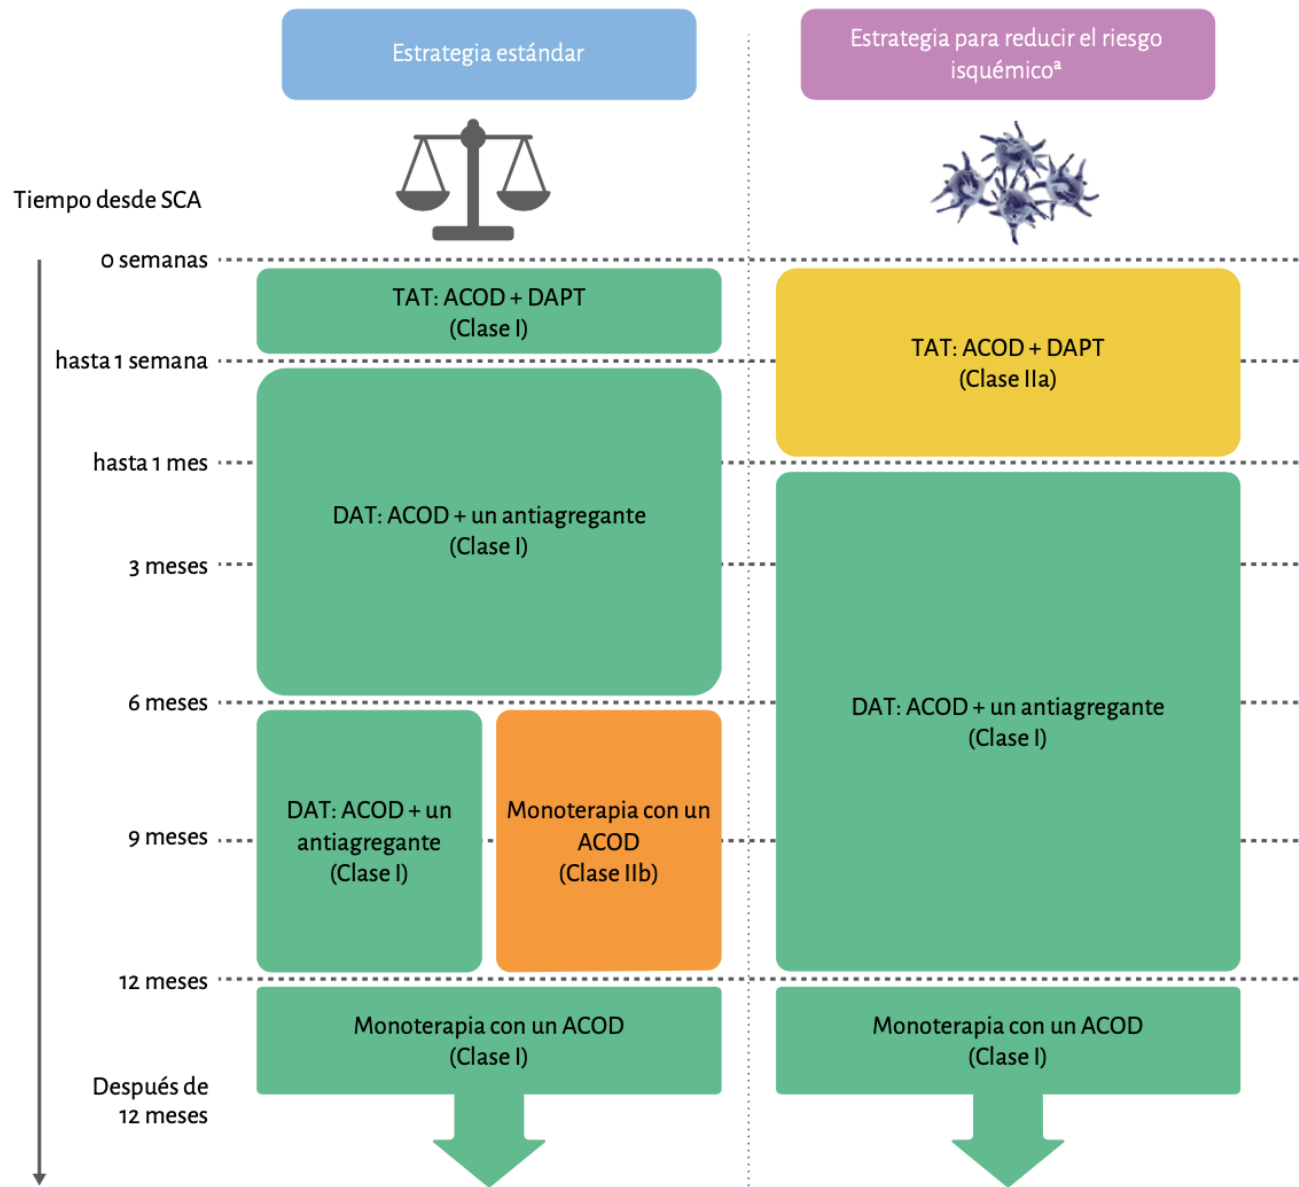 Estrategia estándar
Estrategia para reducir el riesgo
isquémicoª
Tiempo desde SCA
0 semanas
TAT: ACOD + DAPT
(Clase I)
TAT: ACOD + DAPT
(Clase IIa)
hasta 1 semana
hasta 1 mes
DAT: ACOD + un antiagregante
(Clase I)
3 meses
6 meses
DAT: ACOD + un antiagregante
(Clase I)
DAT: ACOD + un
antiagregante
(Clase I)
Monoterapia con un
ACOD
(Clase IIb)
9 meses
12 meses
Monoterapia con un ACOD
(Clase I)
Monoterapia con un ACOD
(Clase I)
Después de
12 meses